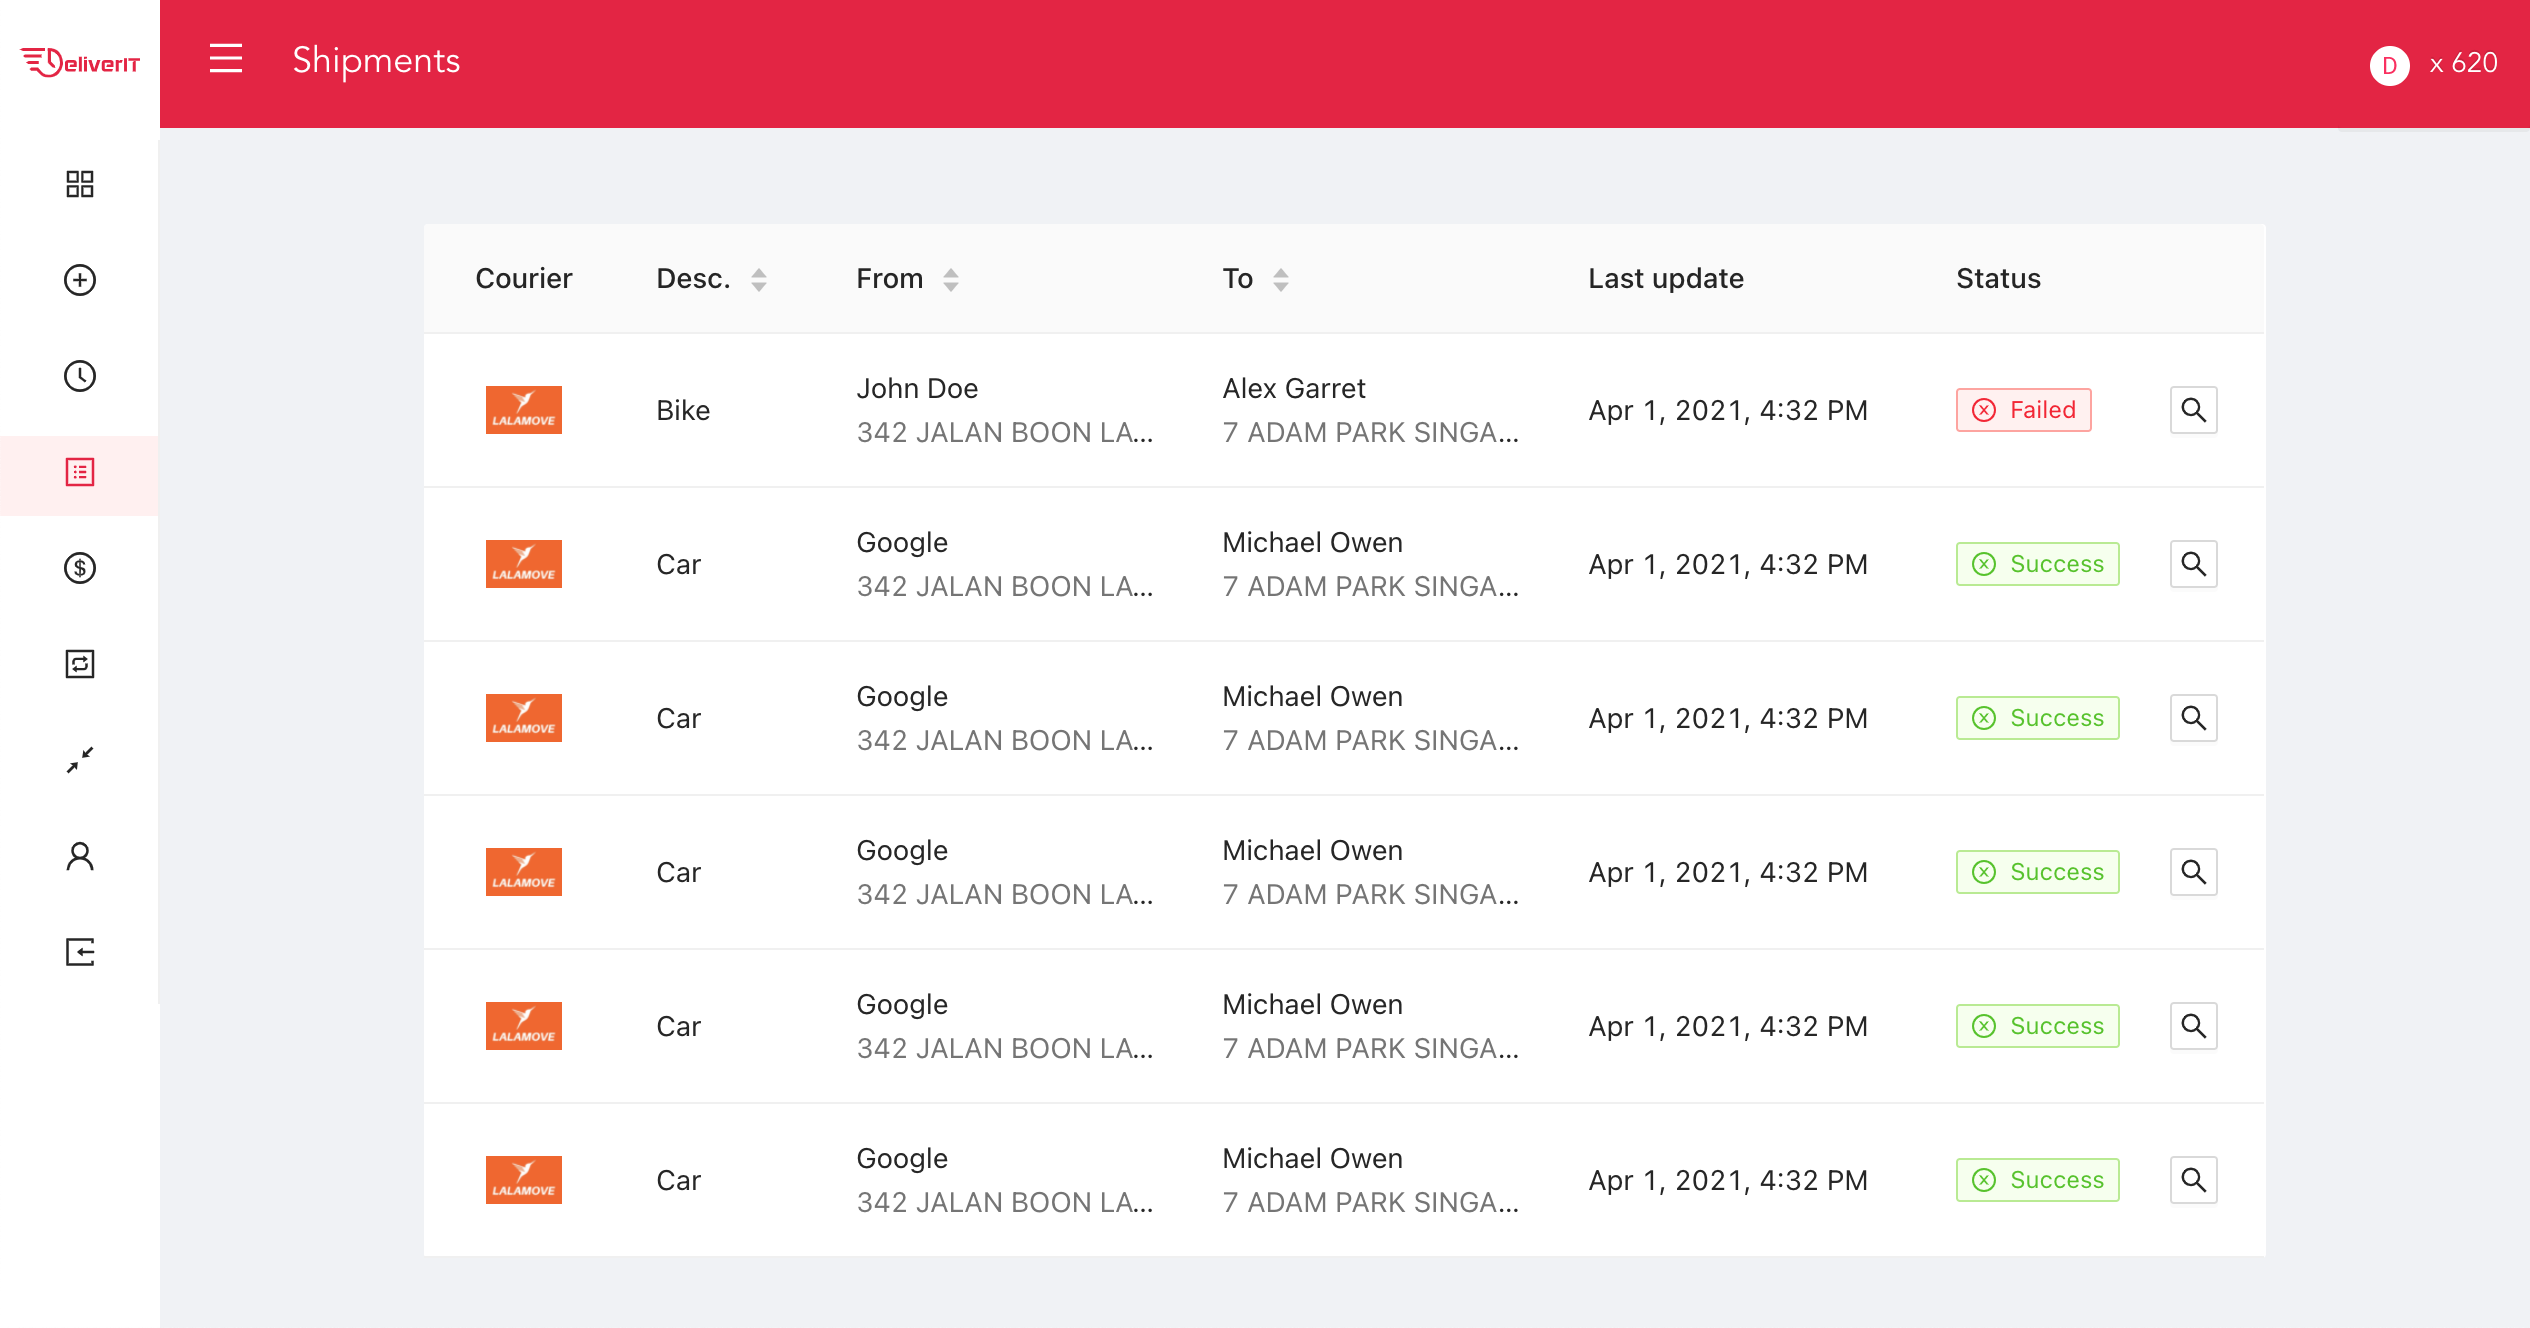 DeliverIT
Shipments
D x 620
Courier Desc. From To Last update Status
LALAMOVE
Bike
John Doe
342 JALAN BOON LA...
Alex Garret
7 ADAM PARK SINGA...
Apr 1, 2021, 4:32 PM
Failed
LALAMOVE
Car
Google
342 JALAN BOON LA...
Michael Owen
7 ADAM PARK SINGA...
Apr 1, 2021, 4:32 PM
Success
LALAMOVE
Car
Google
342 JALAN BOON LA...
Michael Owen
7 ADAM PARK SINGA...
Apr 1, 2021, 4:32 PM
Success
LALAMOVE
Car
Google
342 JALAN BOON LA...
Michael Owen
7 ADAM PARK SINGA...
Apr 1, 2021, 4:32 PM
Success
LALAMOVE
Car
Google
342 JALAN BOON LA...
Michael Owen
7 ADAM PARK SINGA...
Apr 1, 2021, 4:32 PM
Success
LALAMOVE
Car
Google
342 JALAN BOON LA...
Michael Owen
7 ADAM PARK SINGA...
Apr 1, 2021, 4:32 PM
Success